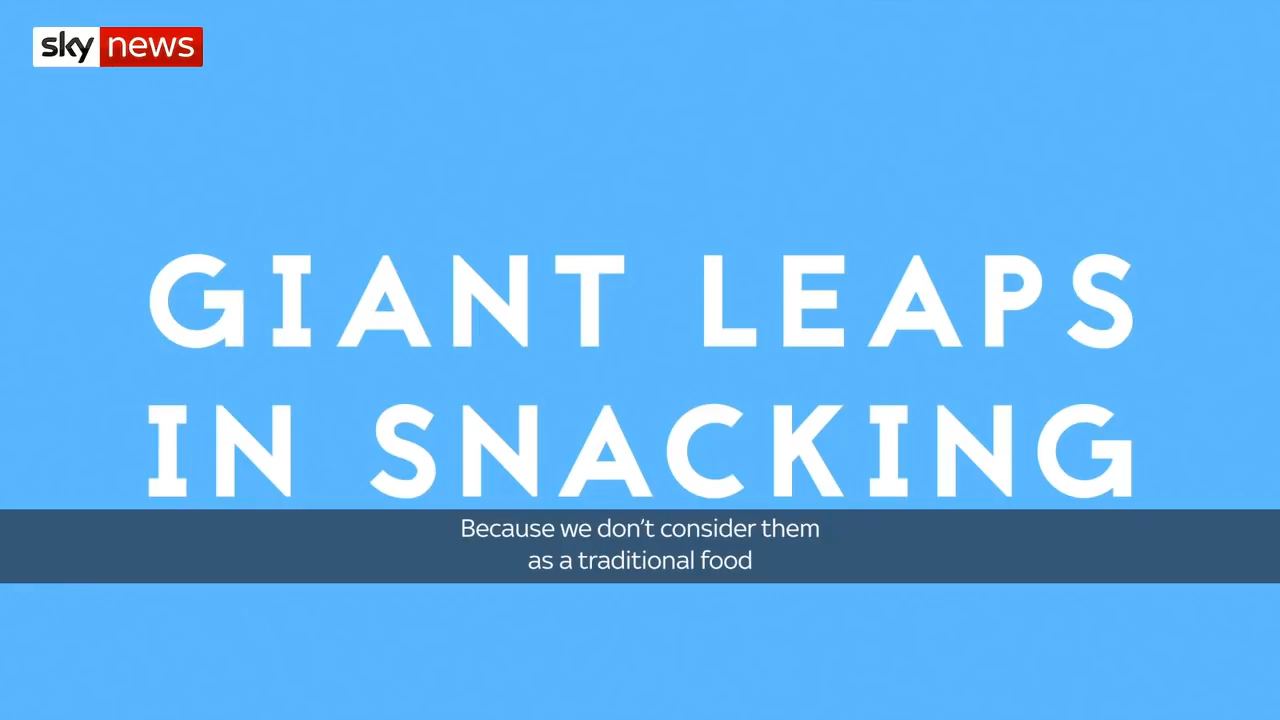 sky news
GIANT LEAPS
IN SNACKING
Because we don't consider them
as a traditional food